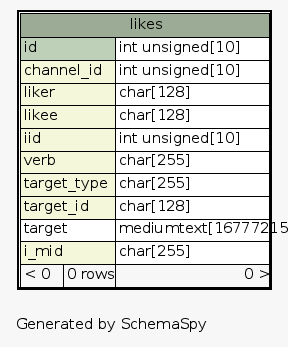 likes
id int unsigned[10]
channel_id int unsigned[10]
liker char[128]
likee char[128]
iid int unsigned[10]
verb char[255]
target_type char[255]
target_id char[128]
target mediumtext[16777215
i_mid char[255]
< 0 0 rows 0 >
Generated by SchemaSpy